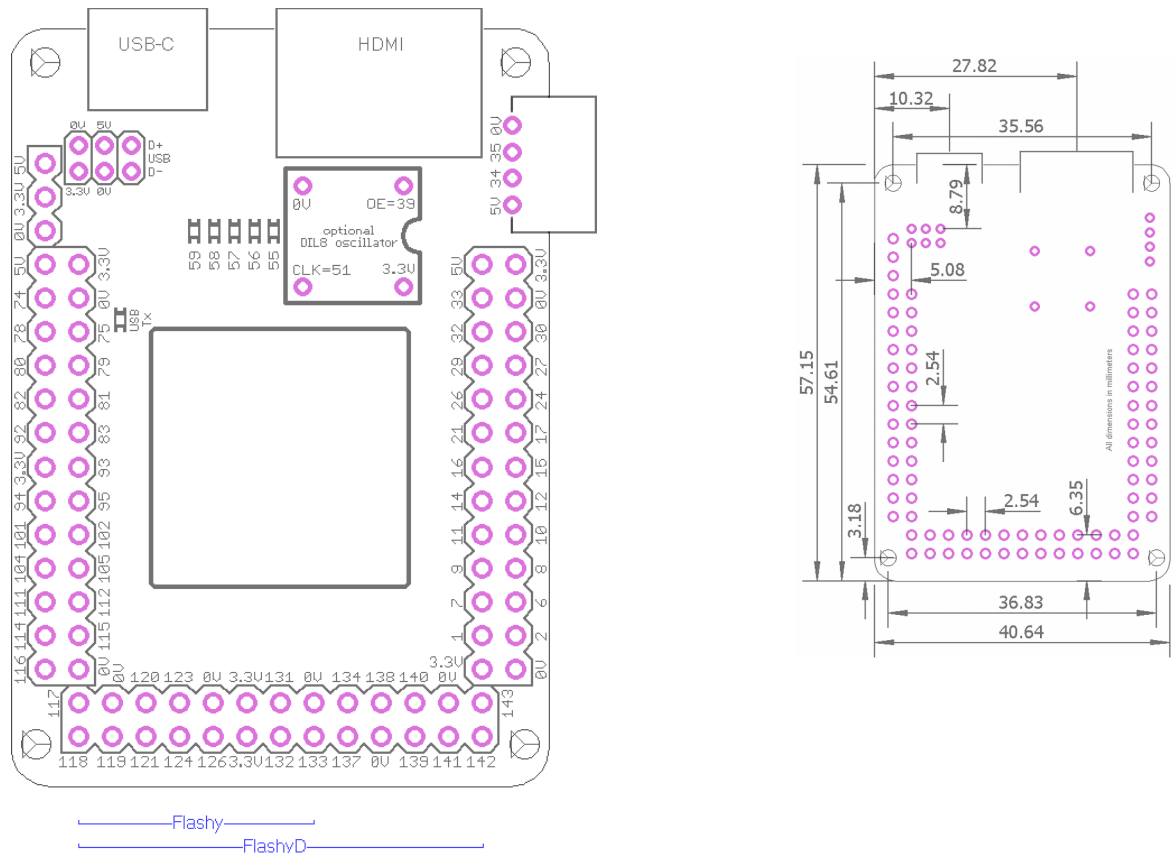 USB-C
HDMI
0V 5V
D+
USB
D-
3.3V 0V
5V
3.3V
0V
0V
35
34
5V
0V OE=39
optional
DIL8 oscillator
CLK=51 3.3V
59 58 57 56 55
USB
Tx
5V 3.3V
74 0V
78 75
80 79
82 81
92 83
3.3V 93
94 95
101 102
104 105
111 112
114 115
116 0V
5V 3.3V
33 0V
32 30
29 27
26 24
21 17
16 15
14 12
11 10
9 8
7 6
1 2
3.3V 0V
117 0V 120 123 0V 3.3V 131 0V 134 138 140 0V 143
118 119 121 124 126 3.3V 132 133 137 0V 139 141 142
Flashy
FlashyD
27.82
10.32
35.56
8.79
5.08
57.15
54.61
2.54
All dimensions in millimeters
2.54
6.35
3.18
36.83
40.64